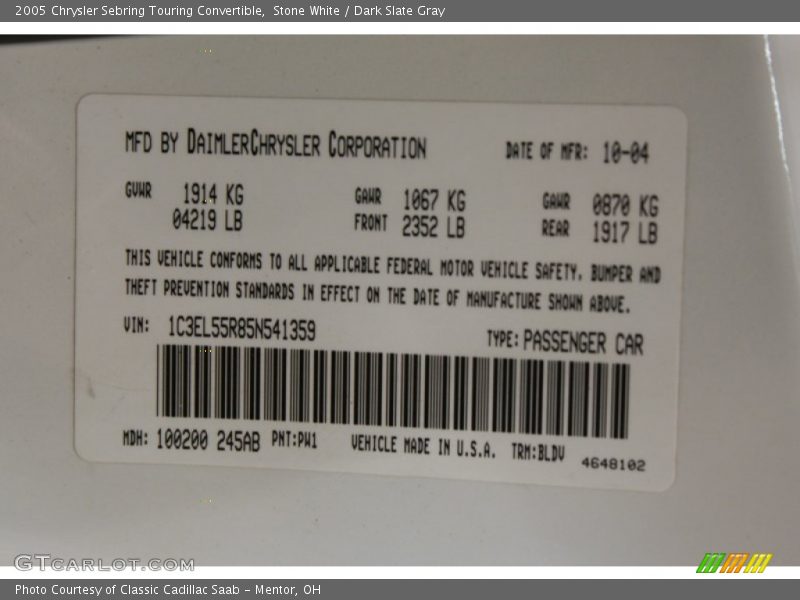 2005 Chrysler Sebring Touring Convertible, Stone White / Dark Slate Gray
MFD BY DAIMLERCHRYSLER CORPORATION DATE OF MFR: 10-04
GVWR 1914 KG GAWR 1067 KG GAWR 0870 KG
04219 LB FRONT 2352 LB REAR 1917 LB
THIS VEHICLE CONFORMS TO ALL APPLICABLE FEDERAL MOTOR VEHICLE SAFETY, BUMPER AND
THEFT PREVENTION STANDARDS IN EFFECT ON THE DATE OF MANUFACTURE SHOWN ABOVE.
VIN: 1C3EL55R85N541359 TYPE: PASSENGER CAR
MDH: 100200 245AB PNT:PW1 VEHICLE MADE IN U.S.A. TRM:BLDV 4648102
GTCARLOT.COM
Photo Courtesy of Classic Cadillac Saab - Mentor, OH